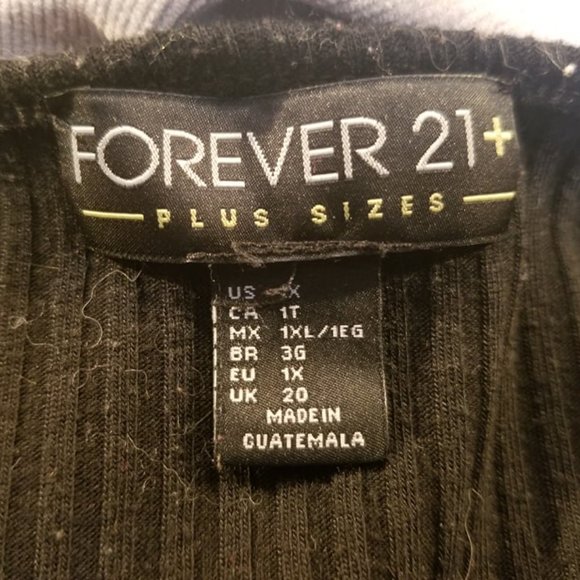 FOREVER 21+
PLUS SIZES
US 1X
CA 1T
MX 1XL/1EG
BR 3G
EU 1X
UK 20
MADE IN
GUATEMALA